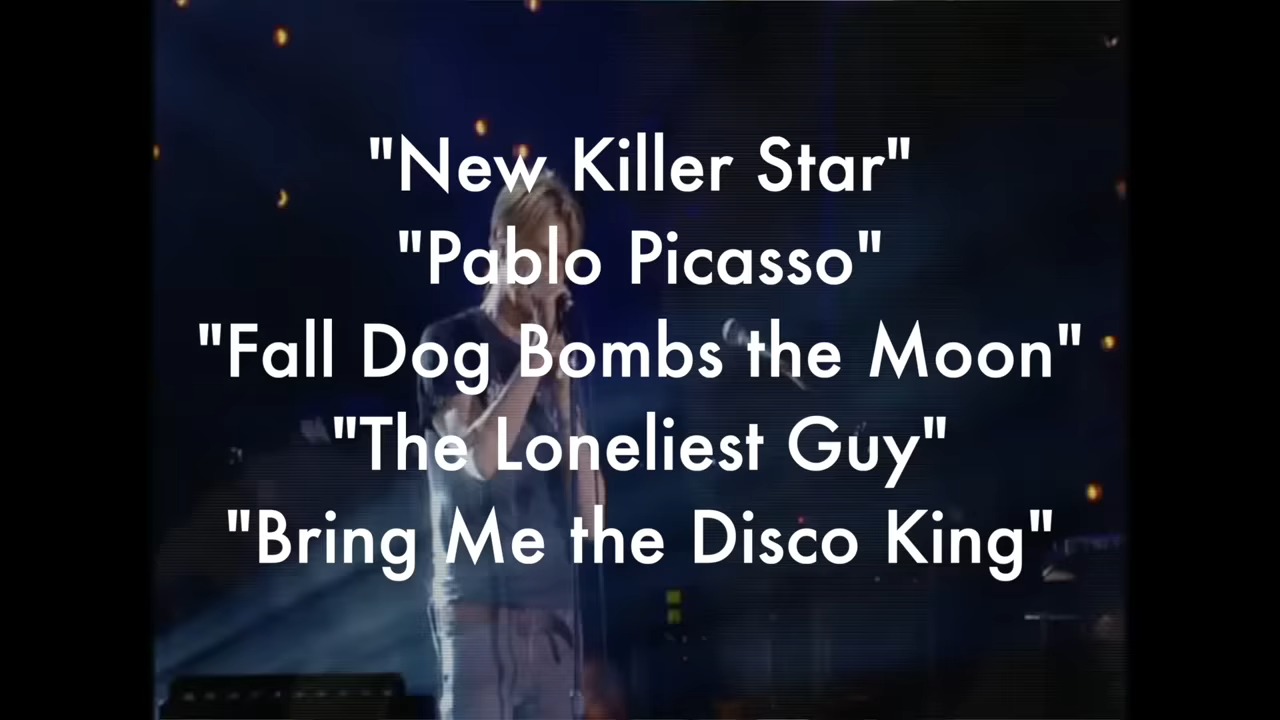 "New Killer Star"
"Pablo Picasso"
"Fall Dog Bombs the Moon"
"The Loneliest Guy"
"Bring Me the Disco King"